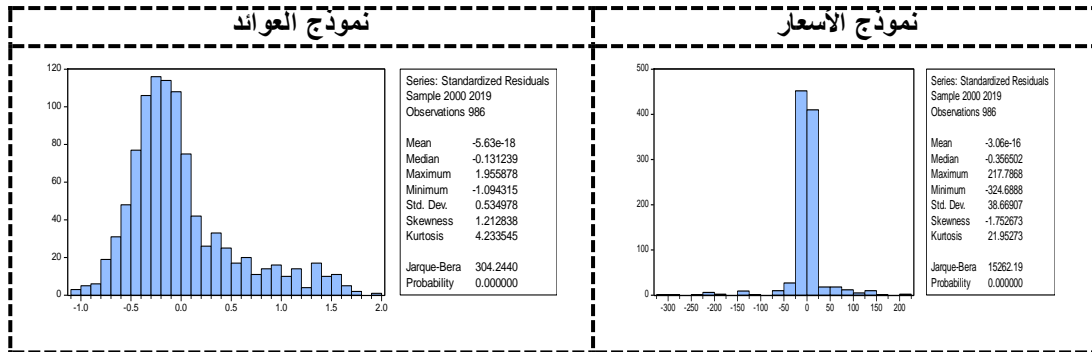 نموذج الأسعار
نموذج العوائد
500
400
300
200
100
0
-300 -250 -200 -150 -100 -50 0 50 100 150 200
Series: Standardized Residuals
Sample 2000 2019
Observations 986
Mean -3.06e-16
Median -0.356502
Maximum 217.7868
Minimum -324.6888
Std. Dev. 38.66907
Skewness -1.752673
Kurtosis 21.95273
Jarque-Bera 15262.19
Probability 0.000000
120
100
80
60
40
20
0
-1.0 -0.5 0.0 0.5 1.0 1.5 2.0
Series: Standardized Residuals
Sample 2000 2019
Observations 986
Mean -5.63e-18
Median -0.131239
Maximum 1.955878
Minimum -1.094315
Std. Dev. 0.534978
Skewness 1.212838
Kurtosis 4.233545
Jarque-Bera 304.2440
Probability 0.000000